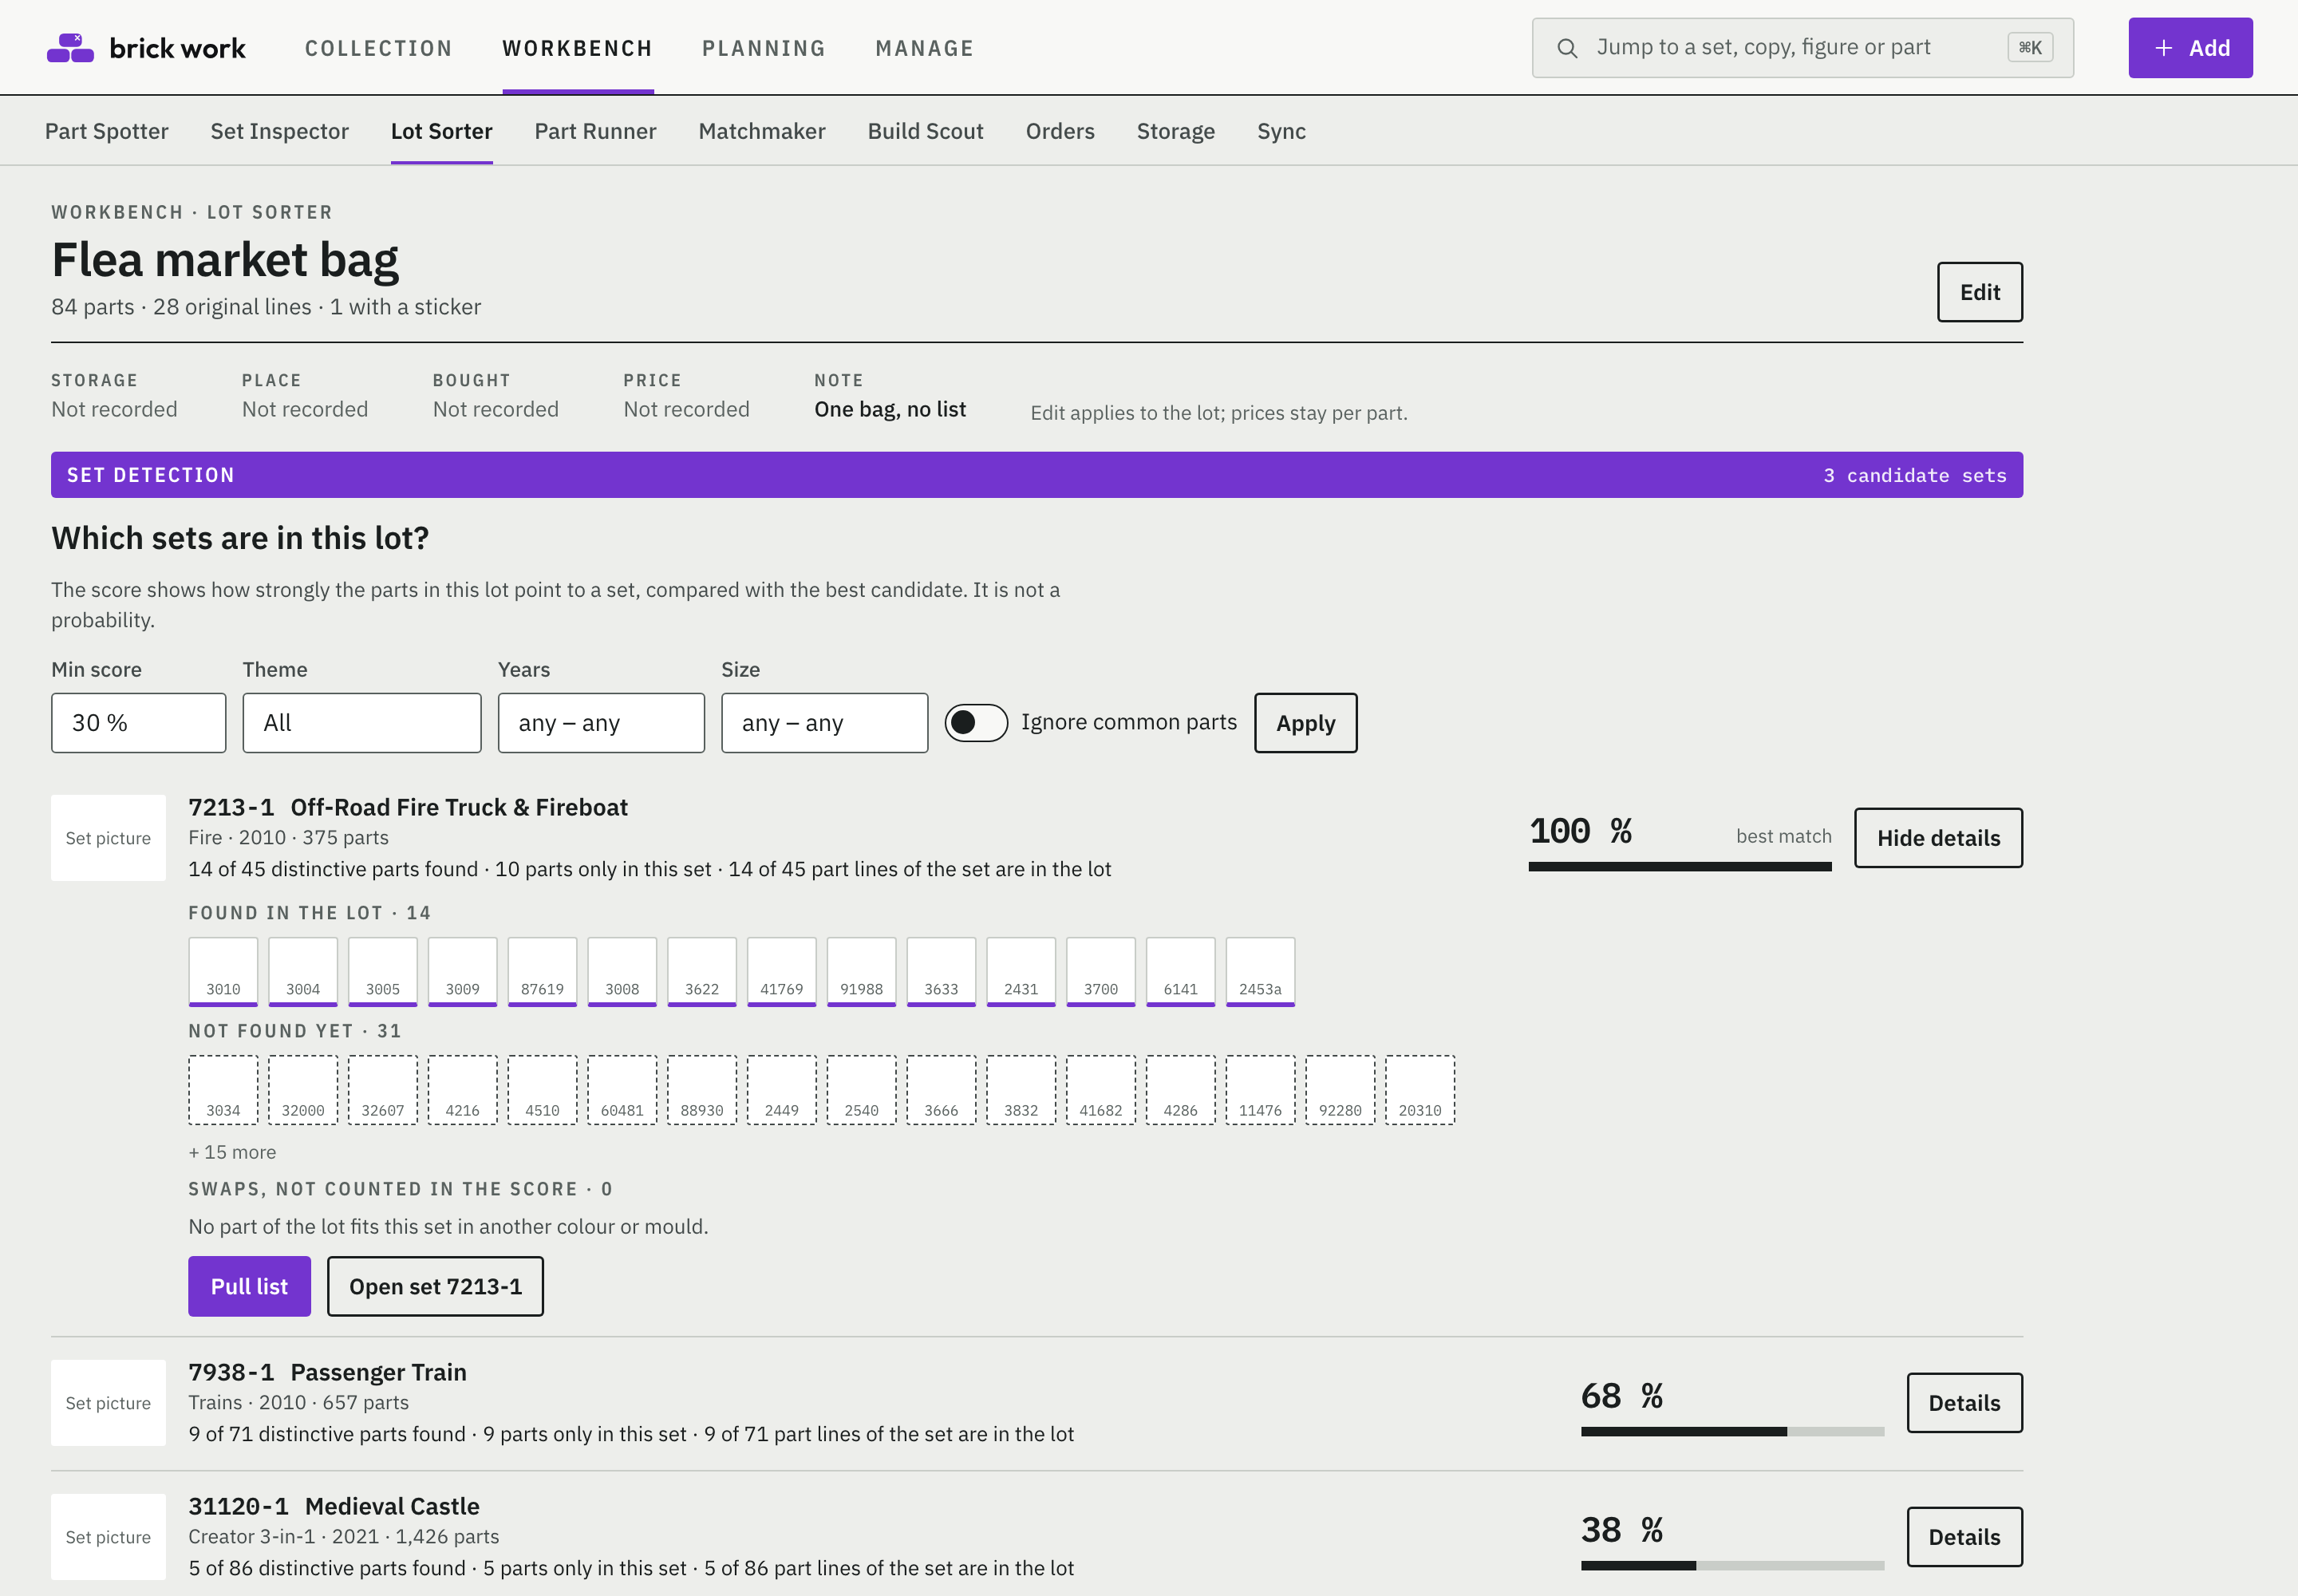 brick work
COLLECTION WORKBENCH PLANNING MANAGE
Jump to a set, copy, figure or part ⌘K
+ Add
Part Spotter Set Inspector Lot Sorter Part Runner Matchmaker Build Scout Orders Storage Sync
WORKBENCH · LOT SORTER
Flea market bag
84 parts · 28 original lines · 1 with a sticker
Edit
STORAGE PLACE BOUGHT PRICE NOTE
Not recorded Not recorded Not recorded Not recorded One bag, no list Edit applies to the lot; prices stay per part.
SET DETECTION 3 candidate sets
Which sets are in this lot?
The score shows how strongly the parts in this lot point to a set, compared with the best candidate. It is not a
probability.
Min score Theme Years Size
30 % All any – any any – any Ignore common parts Apply
Set picture
7213-1 Off-Road Fire Truck & Fireboat
Fire · 2010 · 375 parts
14 of 45 distinctive parts found · 10 parts only in this set · 14 of 45 part lines of the set are in the lot
100 % best match Hide details
FOUND IN THE LOT · 14
3010 3004 3005 3009 87619 3008 3622 41769 91988 3633 2431 3700 6141 2453a
NOT FOUND YET · 31
3034 32000 32607 4216 4510 60481 88930 2449 2540 3666 3832 41682 4286 11476 92280 20310
+ 15 more
SWAPS, NOT COUNTED IN THE SCORE · 0
No part of the lot fits this set in another colour or mould.
Pull list Open set 7213-1
Set picture
7938-1 Passenger Train
Trains · 2010 · 657 parts
9 of 71 distinctive parts found · 9 parts only in this set · 9 of 71 part lines of the set are in the lot
68 % Details
Set picture
31120-1 Medieval Castle
Creator 3-in-1 · 2021 · 1,426 parts
5 of 86 distinctive parts found · 5 parts only in this set · 5 of 86 part lines of the set are in the lot
38 % Details